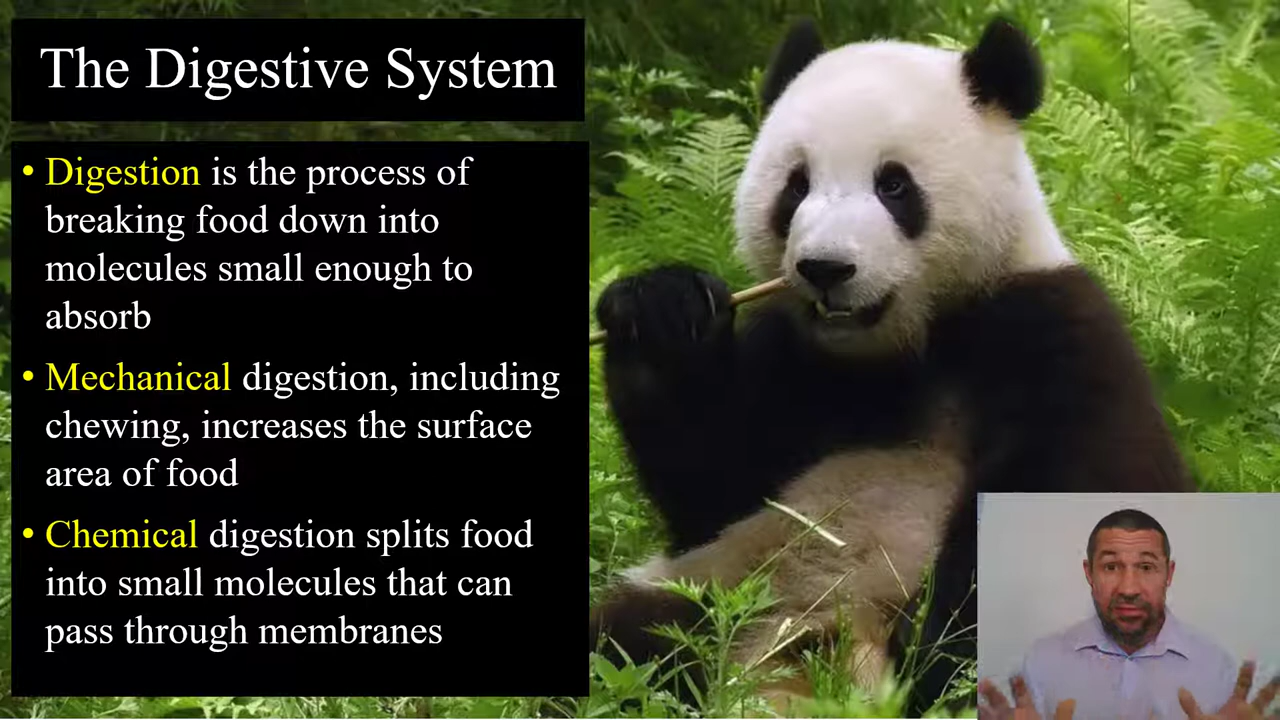 The Digestive System
• Digestion is the process of
breaking food down into
molecules small enough to
absorb
• Mechanical digestion, including
chewing, increases the surface
area of food
• Chemical digestion splits food
into small molecules that can
pass through membranes